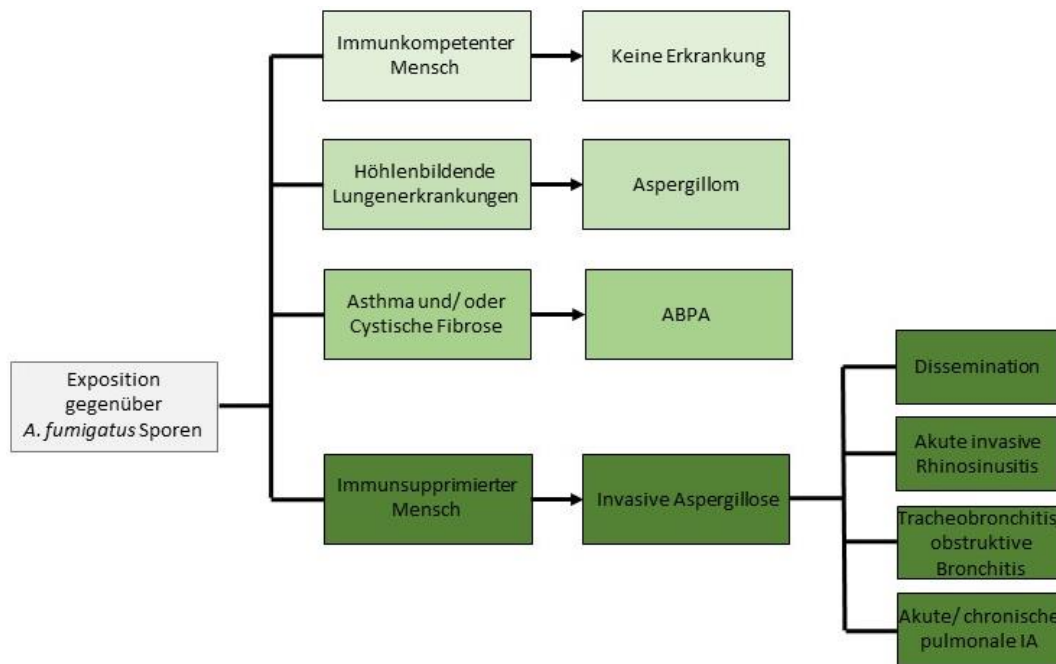 Immunkompetenter
Mensch
Keine Erkrankung
Höhlenbildende
Lungenerkrankungen
Aspergillom
Asthma und/ oder
Cystische Fibrose
ABPA
Exposition
gegenüber
A. fumigatus Sporen
Immunsupprimierter
Mensch
Invasive Aspergillose
Dissemination
Akute invasive
Rhinosinusitis
Tracheobronchitis,
obstruktive
Bronchitis
Akute/ chronische
pulmonale IA